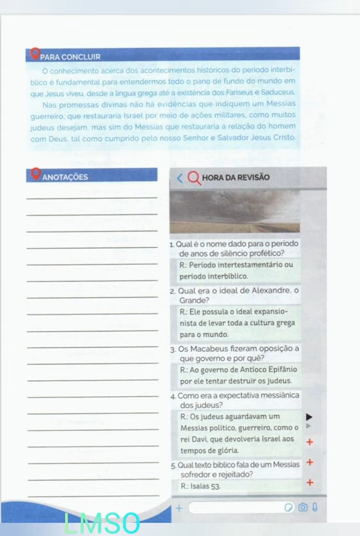 PARA CONCLUIR
O conhecimento acerca dos acontecimentos históricos do período interbí-
blico é fundamental para entendermos todo o pano de fundo do mundo em
que Jesus viveu, desde a língua grega até a existência dos Fariseus e Saduceus.
Nas promessas divinas não há evidências que indiquem um Messias
guerreiro, que restauraria Israel por meio de ações militares, como muitos
judeus desejam, mas sim do Messias que restauraria a relação do homem
com Deus, tal como cumprido pelo nosso Senhor e Salvador Jesus Cristo.
ANOTAÇÕES
HORA DA REVISÃO
1. Qual é o nome dado para o período
de anos de silêncio profético?
R.: Período intertestamentário ou
período interbíblico.
2. Qual era o ideal de Alexandre, o
Grande?
R.: Ele possuía o ideal expansio-
nista de levar toda a cultura grega
para o mundo.
3. Os Macabeus fizeram oposição a
que governo e por quê?
R.: Ao governo de Antíoco Epifânio
por ele tentar destruir os judeus.
4. Como era a expectativa messiânica
dos judeus?
R.: Os judeus aguardavam um
Messias político, guerreiro, como o
rei Davi, que devolveria Israel aos
tempos de glória.
5. Qual texto bíblico fala de um Messias
sofredor e rejeitado?
R.: Isaías 53.
LMSO